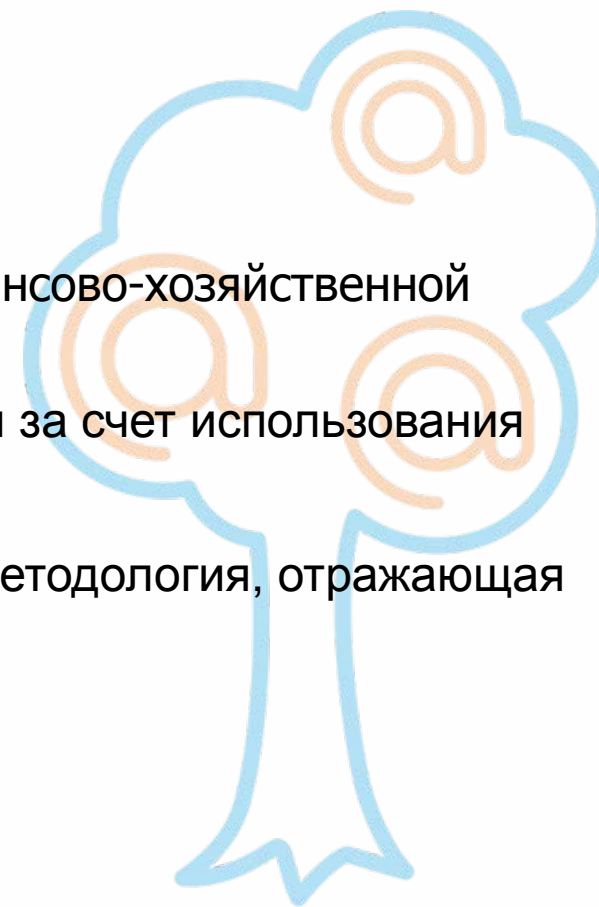 нсово-хозяйственной
за счет использования
етодология, отражающая